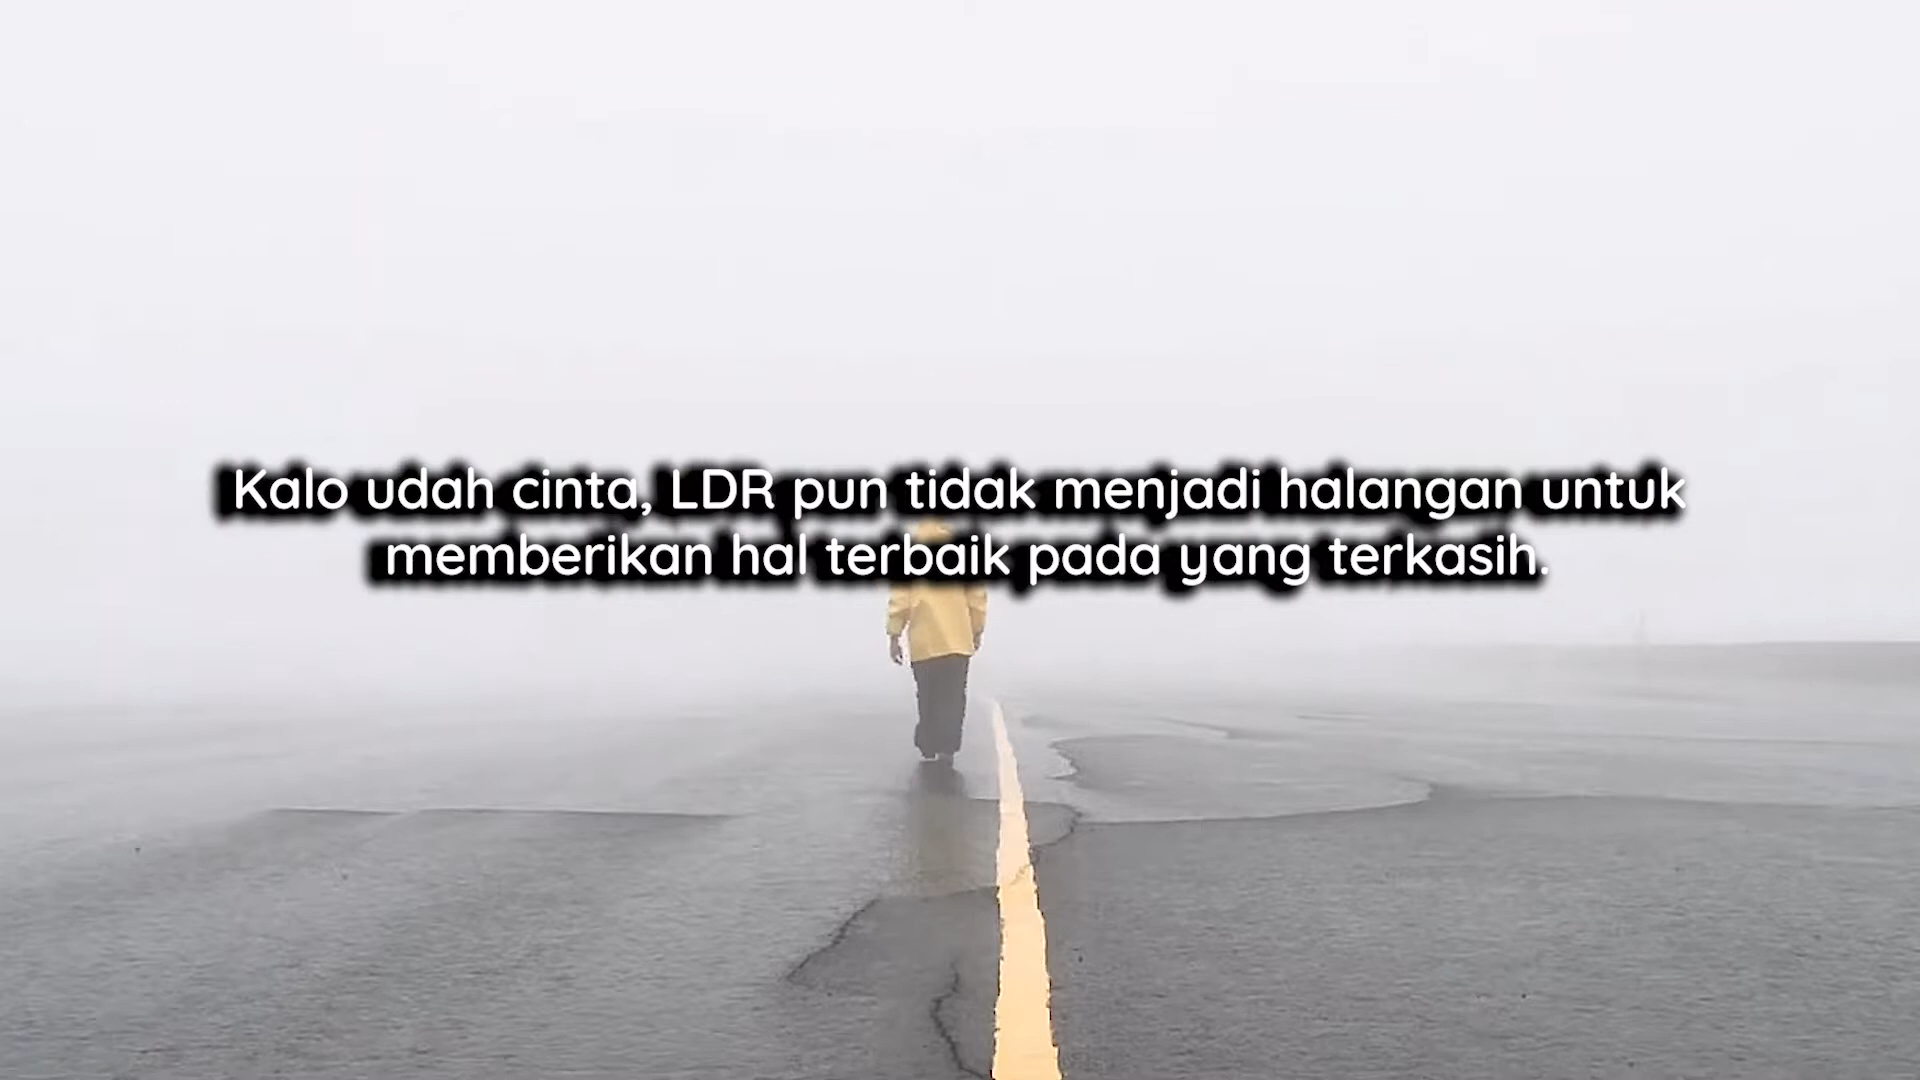 Kalo udah cinta, LDR pun tidak menjadi halangan untuk
memberikan hal terbaik pada yang terkasih.